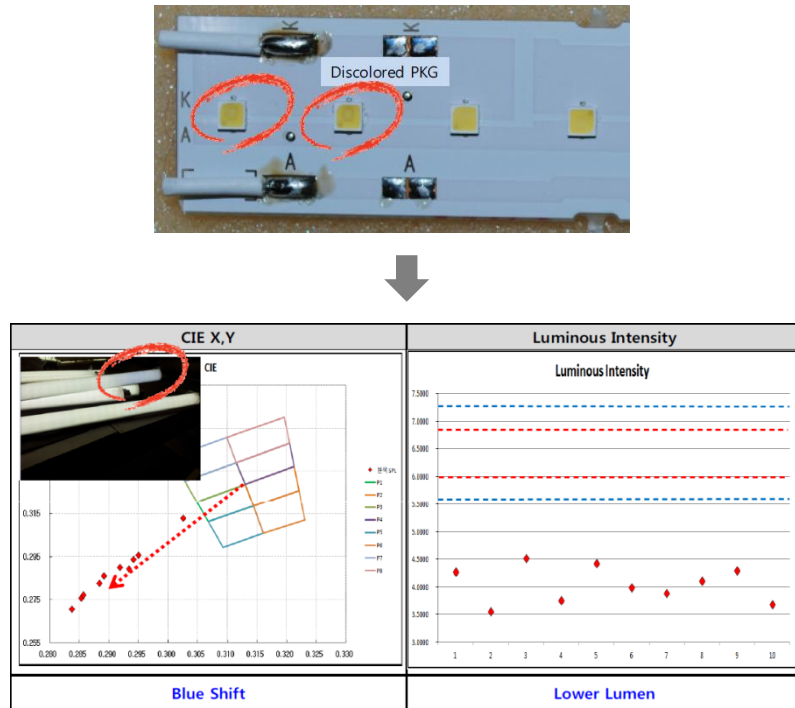 K
K
Discolored PKG
K
A
A
A
CIE X,Y
Luminous Intensity
CIE
Luminous Intensity
0.315
0.295
0.275
0.255
0.280 0.285 0.290 0.295 0.300 0.305 0.310 0.315 0.320 0.325 0.330
P1
P2
P3
P4
P5
P6
P7
P8
7.5000
7.0000
6.5000
6.0000
5.5000
5.0000
4.5000
4.0000
3.5000
3.0000
1 2 3 4 5 6 7 8 9 10
Blue Shift
Lower Lumen